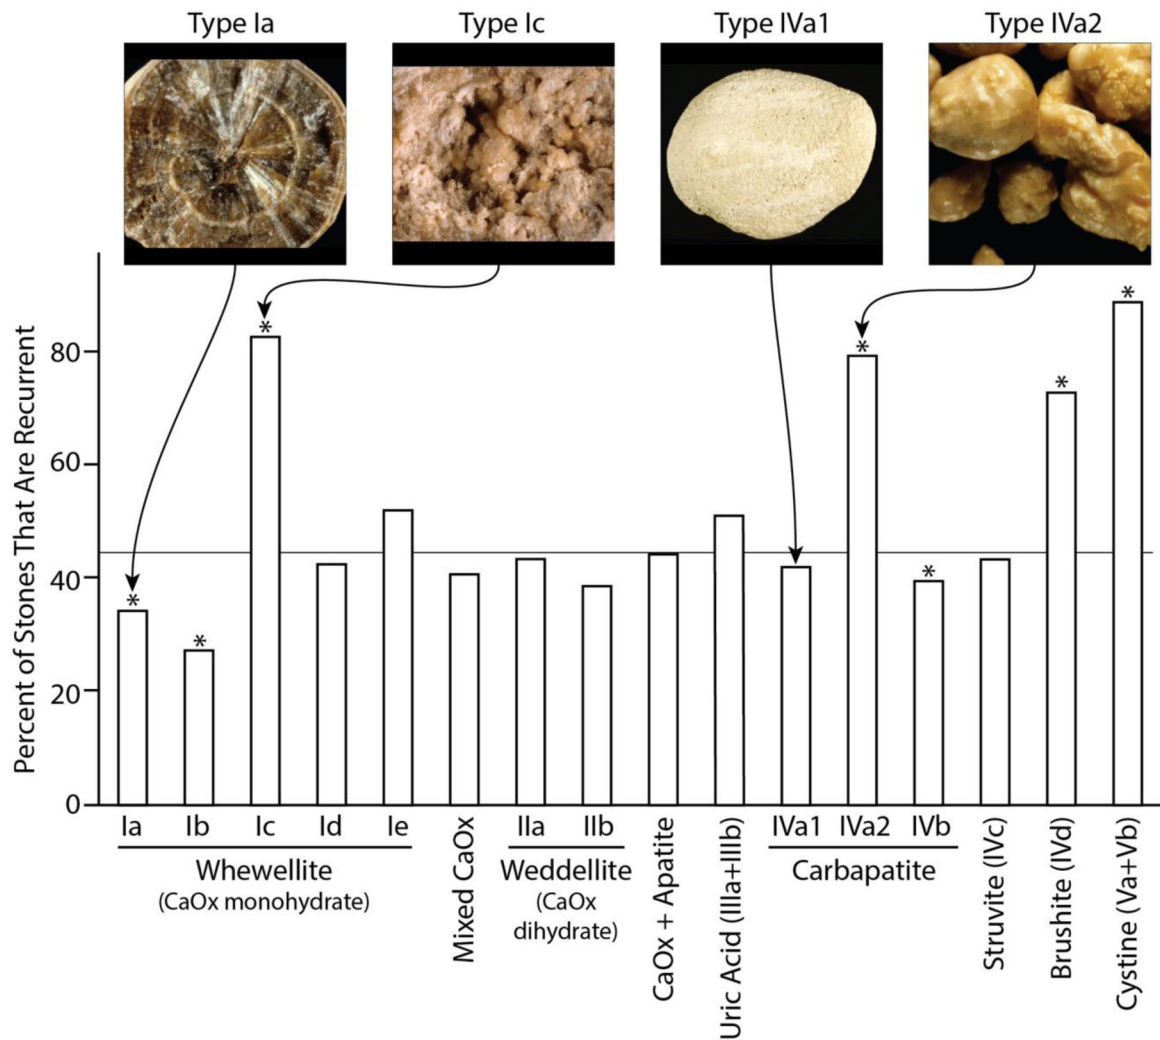 Type Ia
Type Ic
Type IVa1
Type IVa2
Percent of Stones That Are Recurrent
80
60
40
20
0
*
*
*
*
*
*
*
Ia
Ib
Ic
Id
Ie
Whewellite
(CaOx monohydrate)
Mixed CaOx
IIa
IIb
Weddellite
(CaOx
dihydrate)
CaOx + Apatite
Uric Acid (IIIa+IIIb)
IVa1
IVa2
IVb
Carbapatite
Struvite (IVc)
Brushite (IVd)
Cystine (Va+Vb)